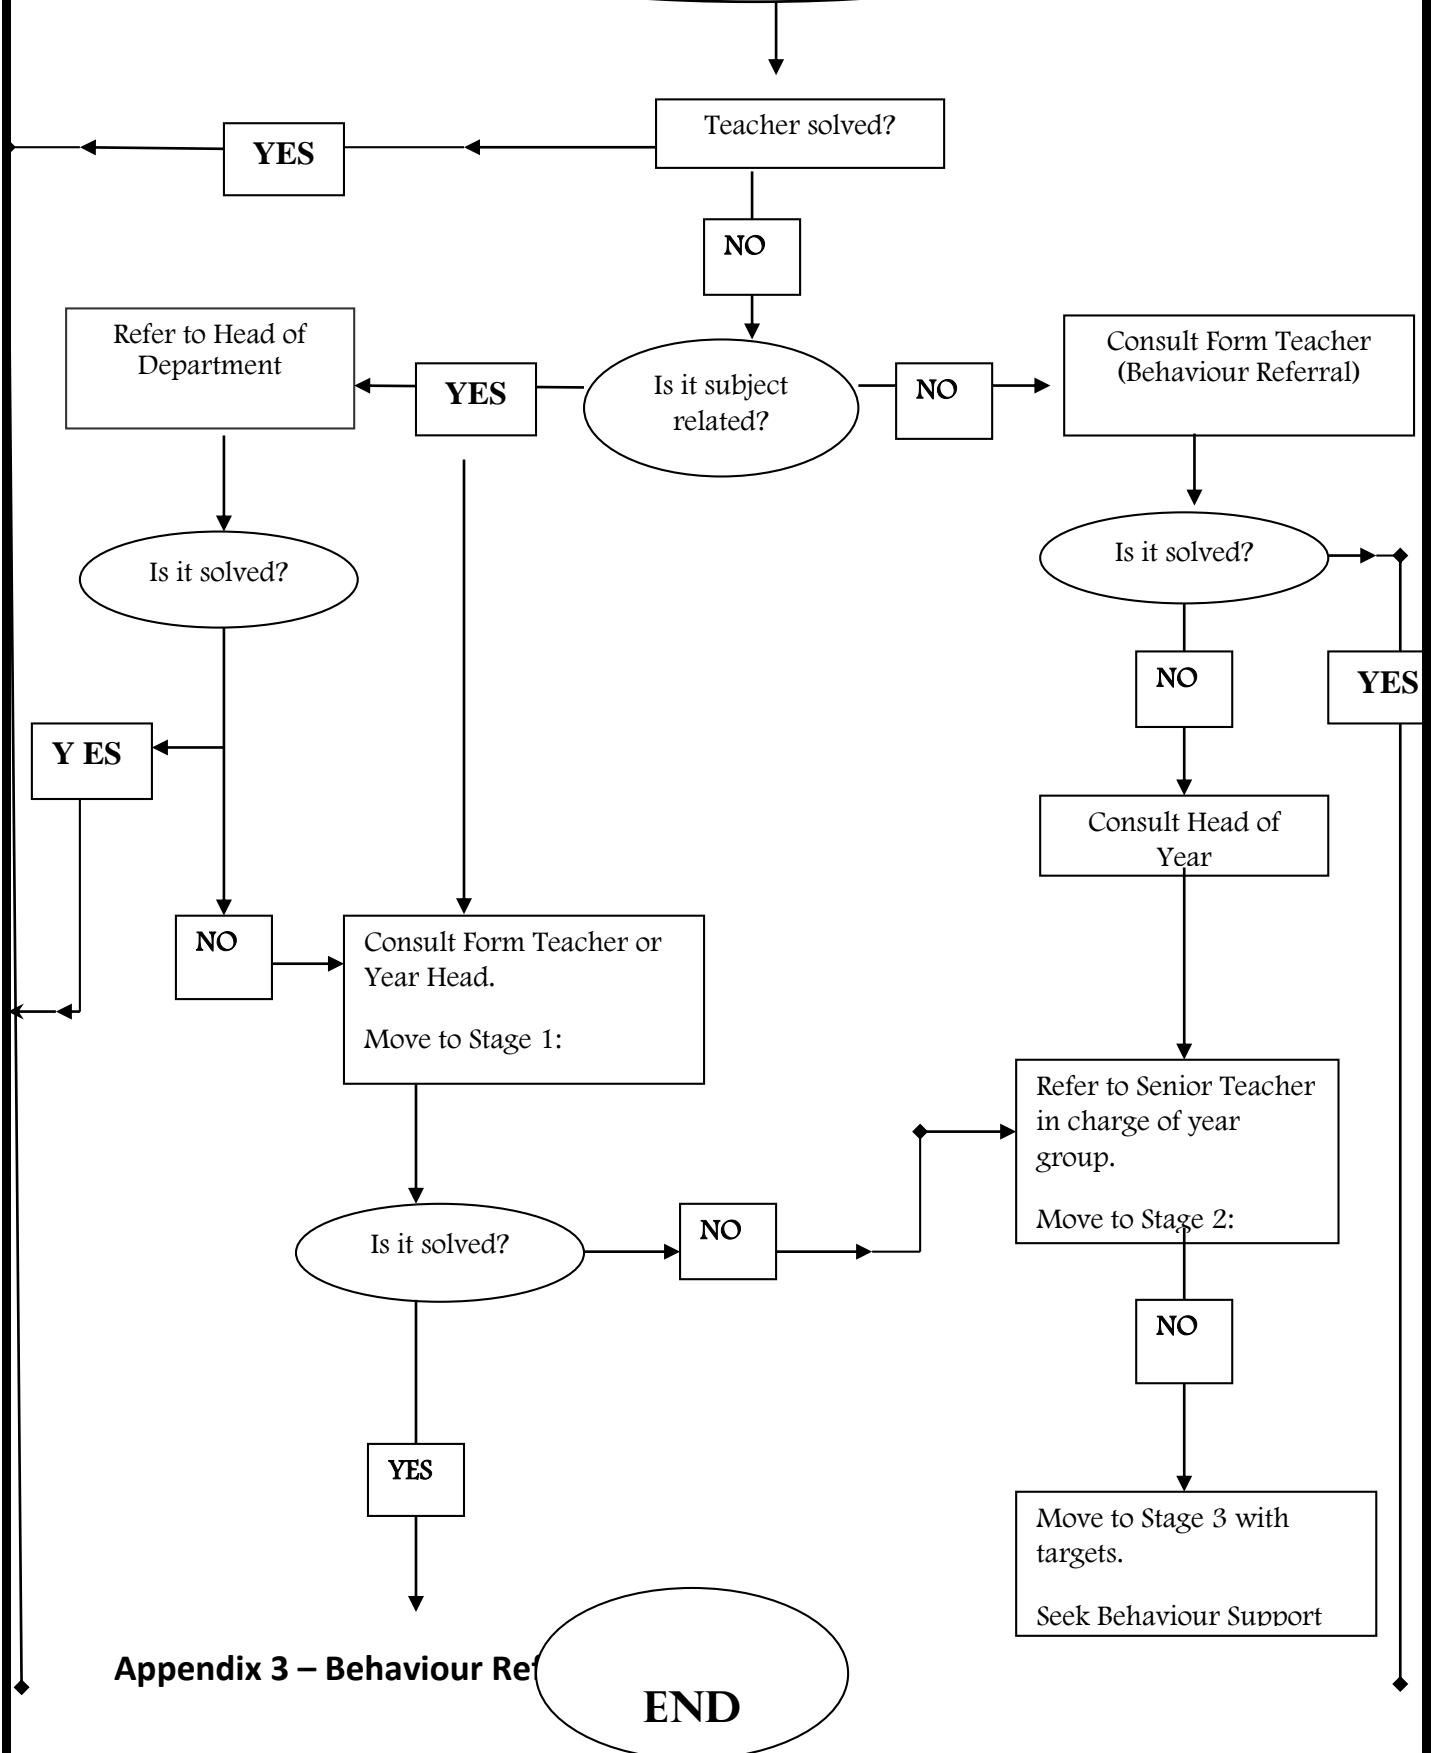 Teacher solved?
YES
NO
Refer to Head of
Department
YES
Is it subject
related?
NO
Consult Form Teacher
(Behaviour Referral)
Is it solved?
Is it solved?
NO
YES
Y ES
Consult Head of
Year
NO
Consult Form Teacher or
Year Head.
Move to Stage 1:
Refer to Senior Teacher
in charge of year
group.
Move to Stage 2:
Is it solved?
NO
NO
YES
Move to Stage 3 with
targets.
Seek Behaviour Support
Appendix 3 – Behaviour
END